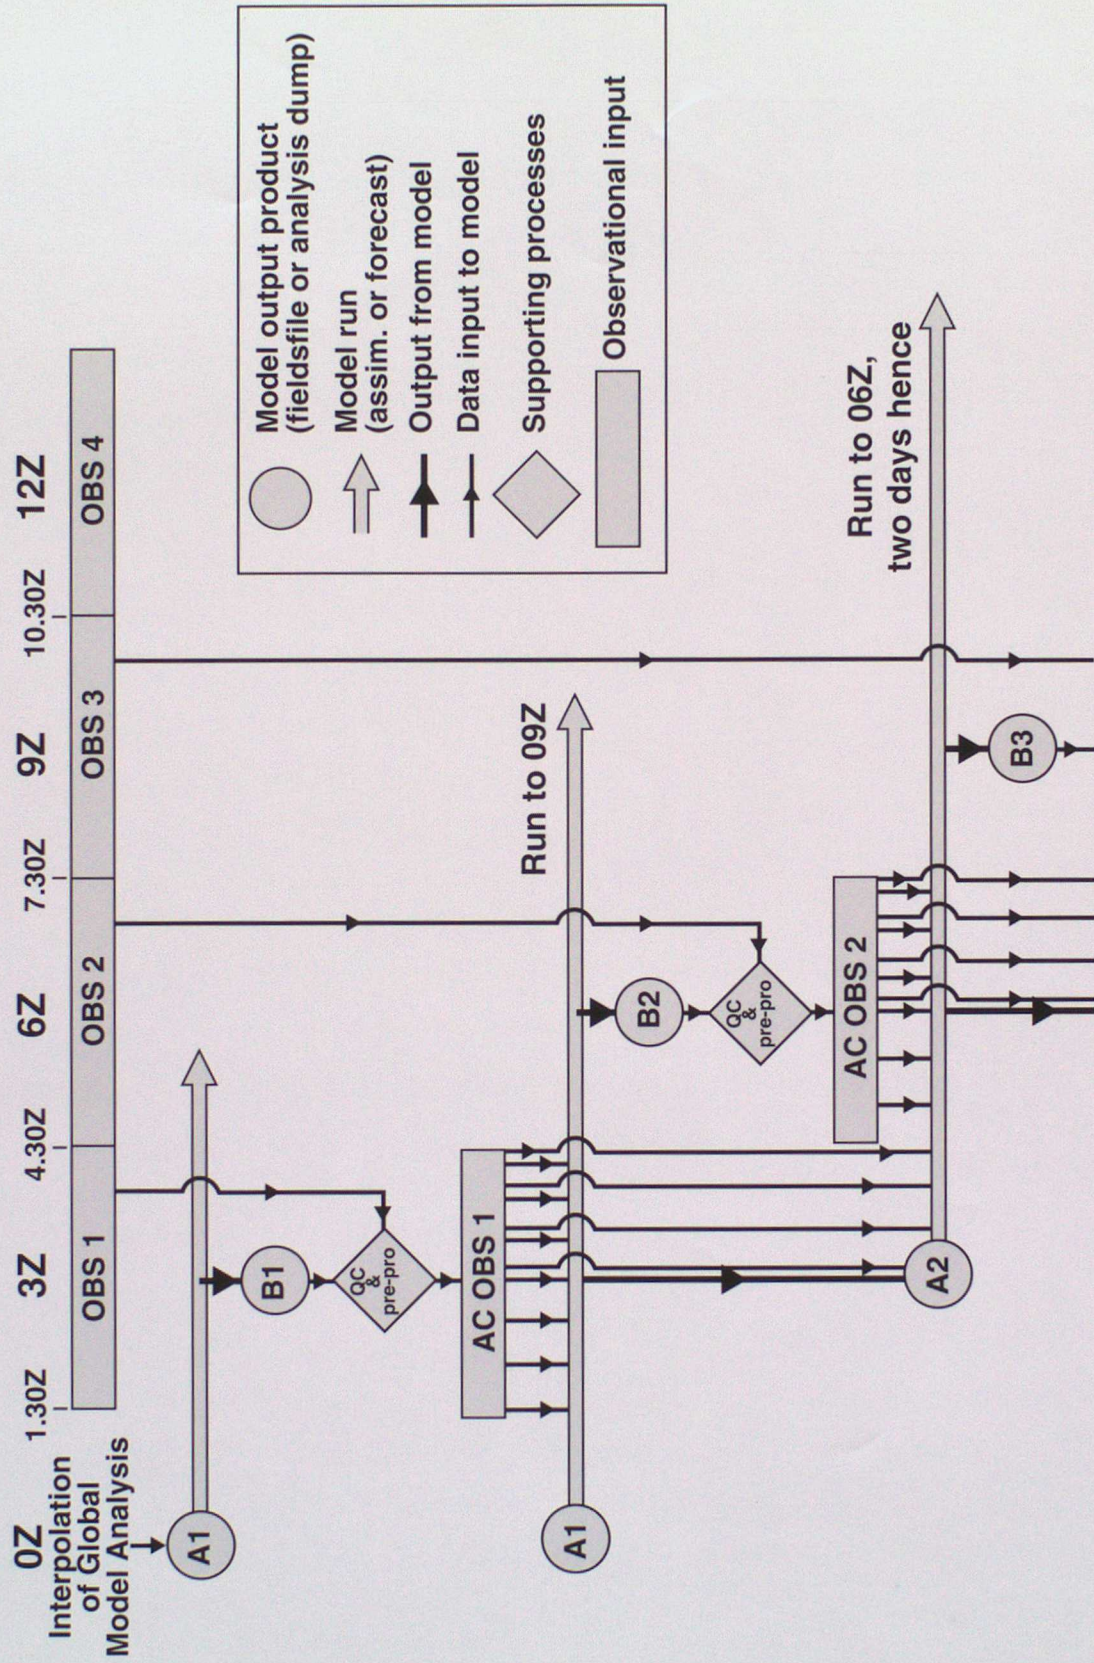 0Z
1.30Z
3Z
4.30Z
6Z
7.30Z
9Z
10.30Z
12Z
Interpolation
of Global
Model Analysis
OBS 1
OBS 2
OBS 3
OBS 4
A1
B1
QC
&
pre-pro
AC OBS 1
A1
Run to 09Z
B2
QC
&
pre-pro
AC OBS 2
A2
Run to 06Z,
two days hence
B3
Model output product
(fieldsfile or analysis dump)
Model run
(assim. or forecast)
Output from model
Data input to model
Supporting processes
Observational input